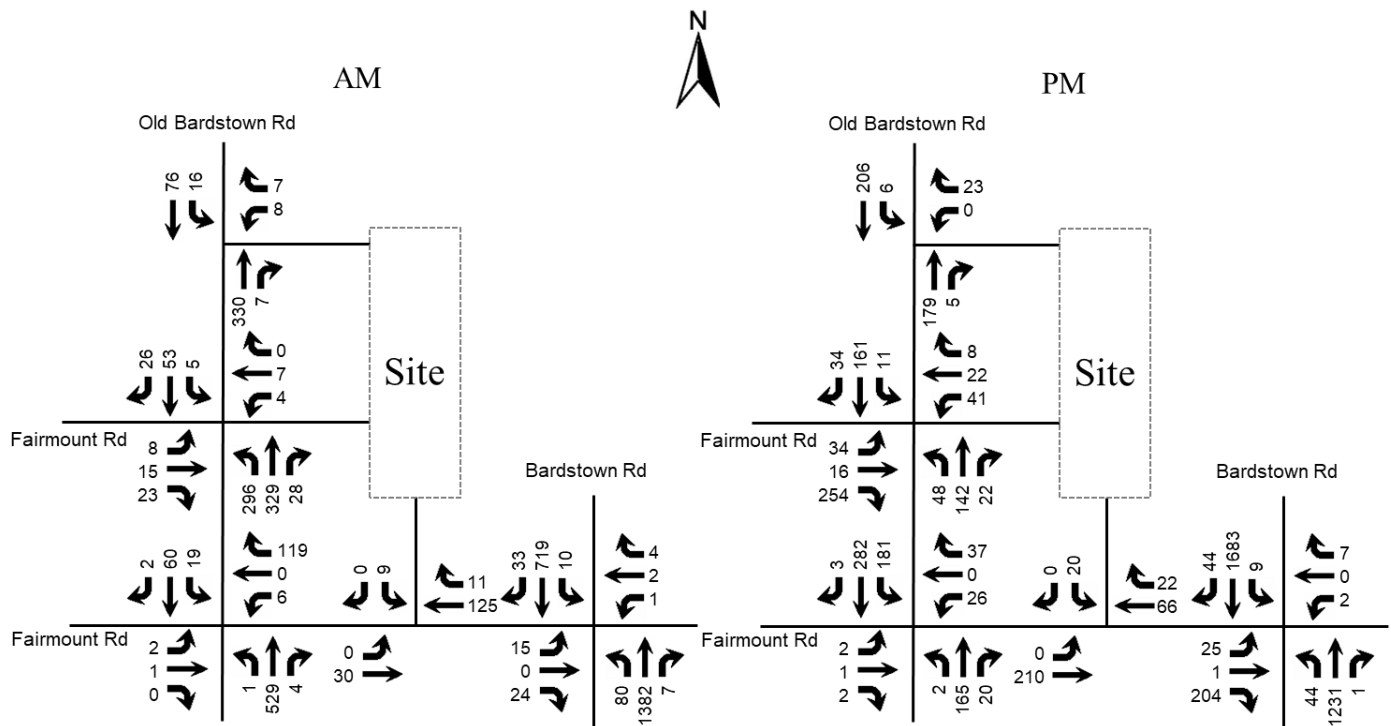 N
AM
PM
Old Bardstown Rd
Old Bardstown Rd
76 16
7
8
206 6
23
0
330 7
179 5
26 53 5
0
7
4
34 161 11
8
22
41
Site
Site
Fairmount Rd
Fairmount Rd
8
15
23
296 329 28
34
16
254
48 142 22
Bardstown Rd
Bardstown Rd
2 60 19
119
0
6
0 9
11
125
33 719 10
4
2
1
3 282 181
37
0
26
0 20
22
66
44 1683 9
7
0
2
Fairmount Rd
Fairmount Rd
2
1
0
1 529 4
0
30
15
0
24
80 1382 7
2
1
2
2 165 20
0
210
25
1
204
44 1231 1